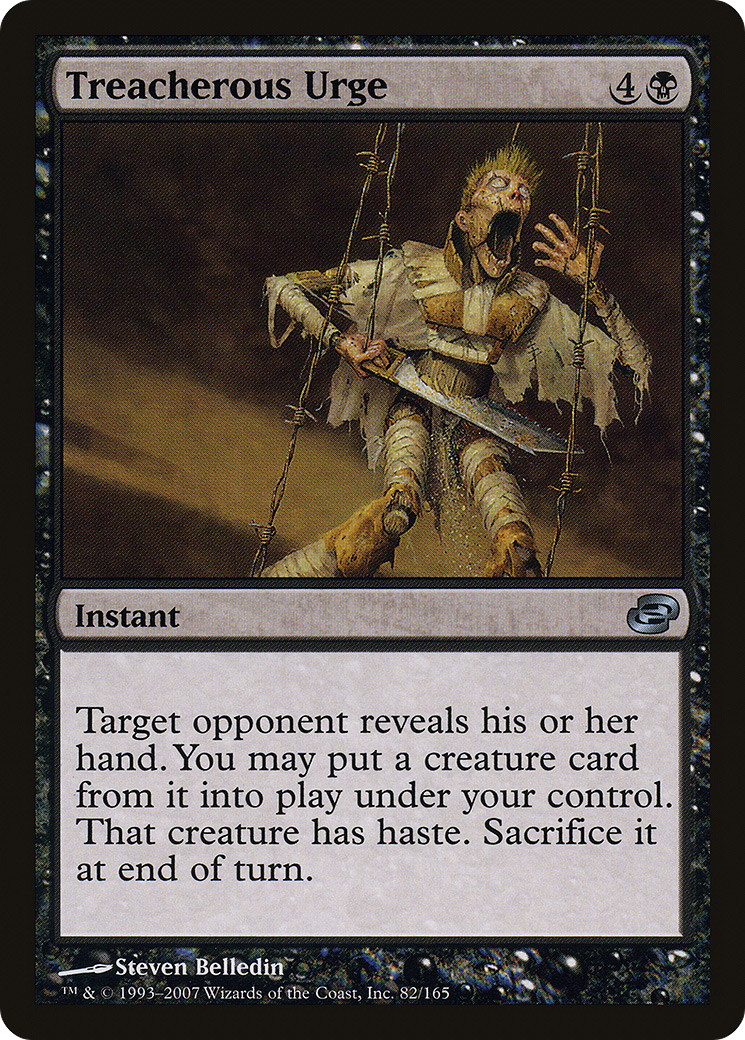 Treacherous Urge 4
Instant
Target opponent reveals his or her
hand. You may put a creature card
from it into play under your control.
That creature has haste. Sacrifice it
at end of turn.
Steven Belledin
™ & © 1993–2007 Wizards of the Coast, Inc. 82/165